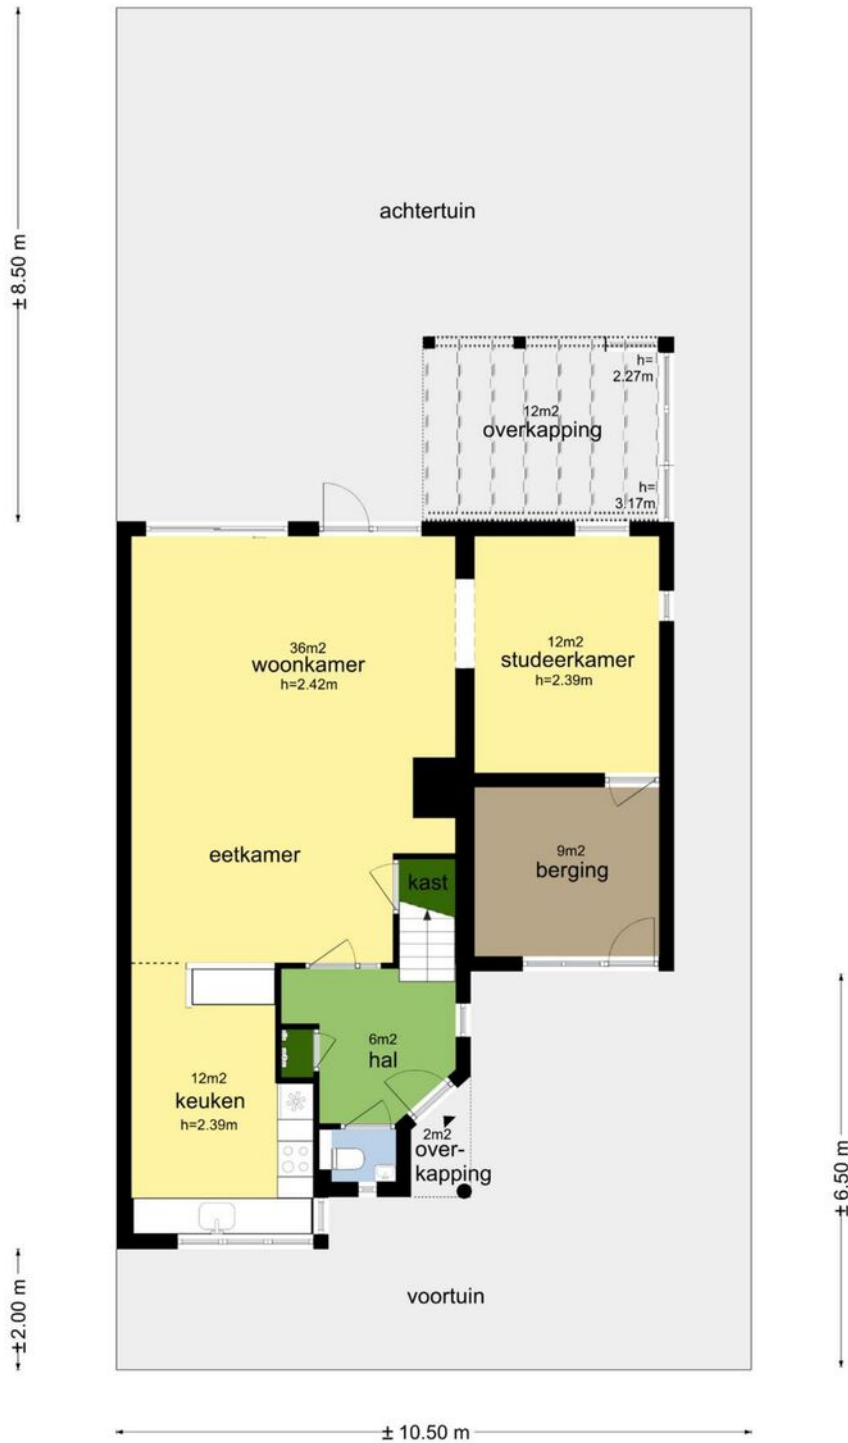 achtertuin
± 8.50 m
h=
2.27m
12m2
overkapping
h=
3.17m
36m2
woonkamer
h=2.42m
12m2
studeerkamer
h=2.39m
eetkamer
kast
9m2
berging
6m2
hal
12m2
keuken
h=2.39m
2m2
over-
kapping
± 6.50 m
voortuin
±2.00 m
± 10.50 m